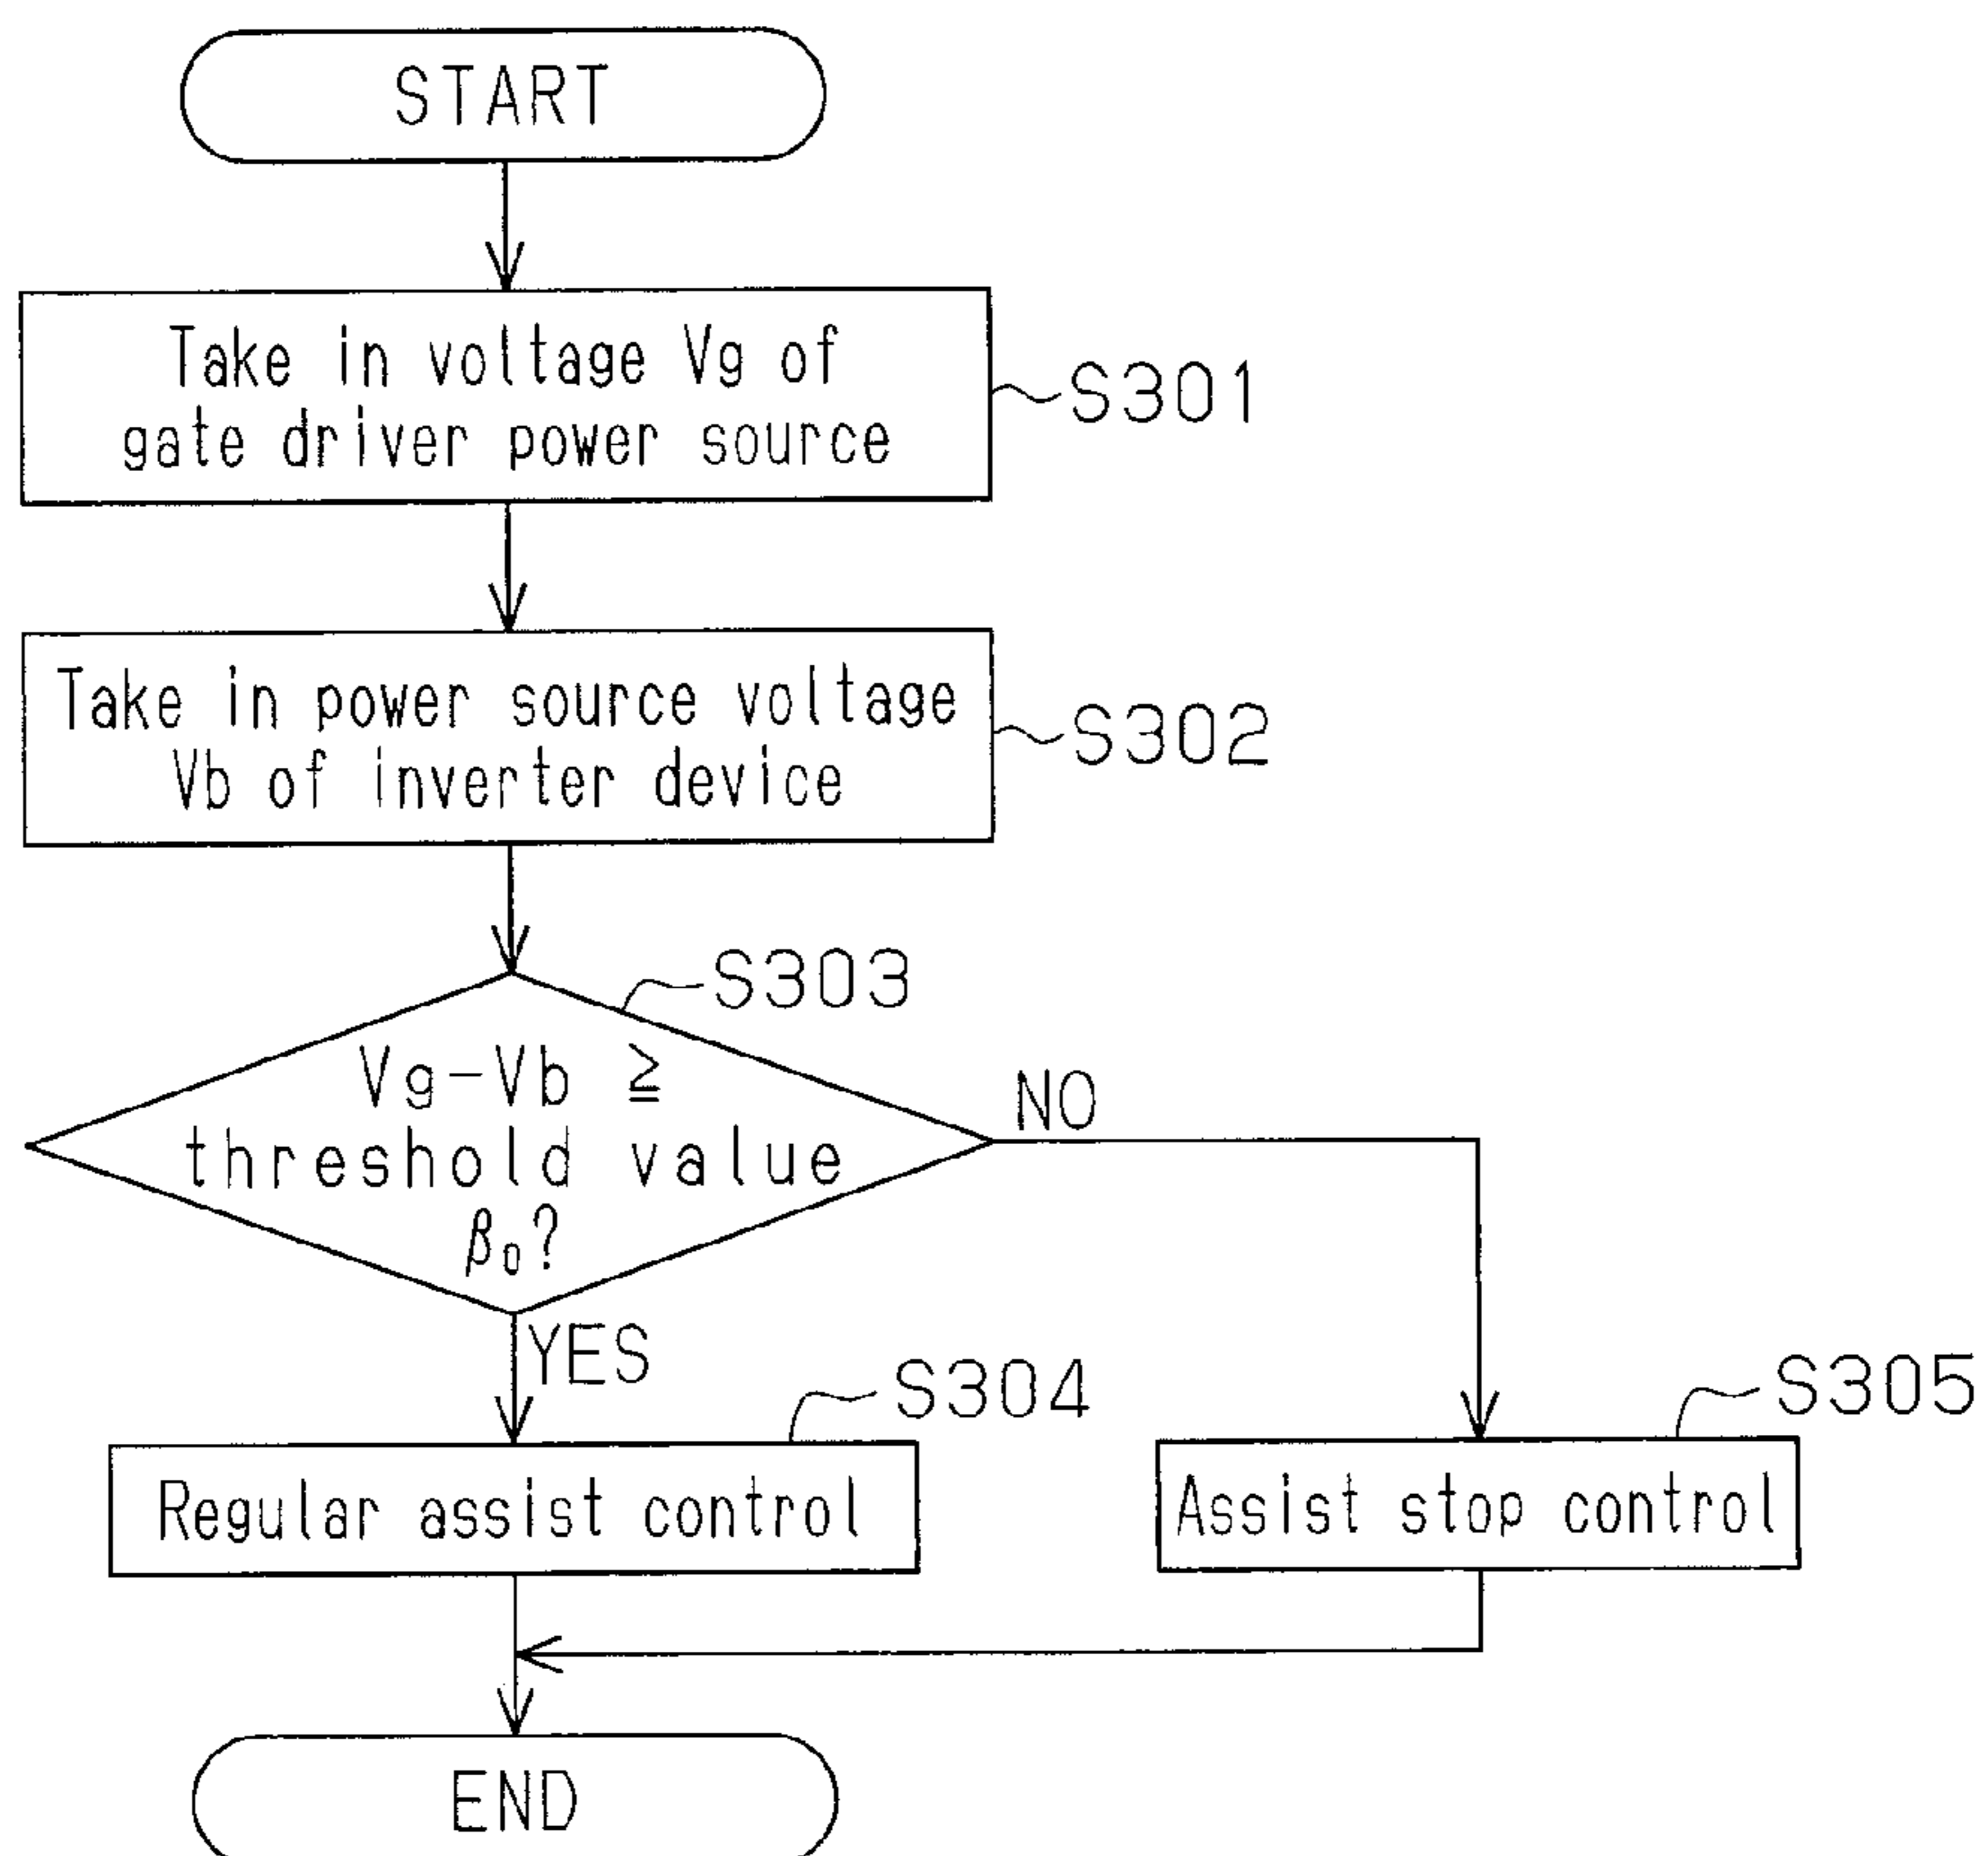 START
Take in voltage Vg of
gate driver power source
S301
Take in power source voltage
Vb of inverter device
S302
S303
Vg-Vb ≧
threshold value
β₀?
NO
YES
S304
S305
Regular assist control
Assist stop control
END